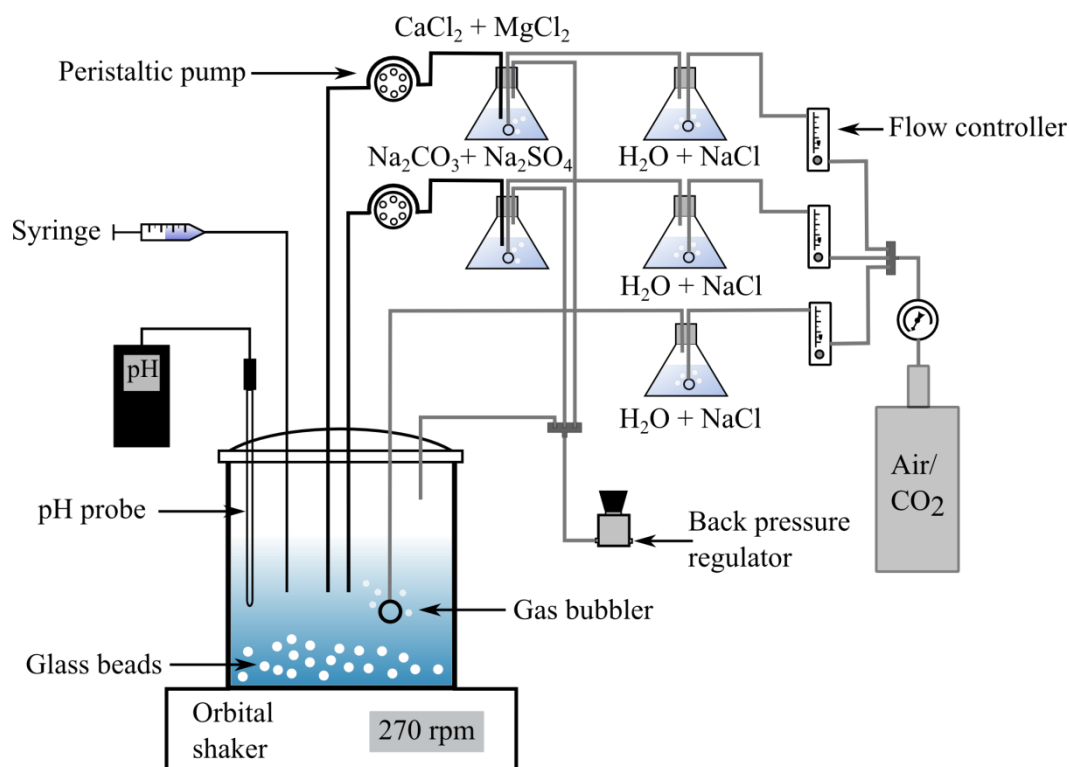 CaCl₂ + MgCl₂
Peristaltic pump
Flow controller
Na₂CO₃+ Na₂SO₄
H₂O + NaCl
Syringe
H₂O + NaCl
pH
H₂O + NaCl
Air/
CO₂
pH probe
Back pressure
regulator
Gas bubbler
Glass beads
Orbital
shaker
270 rpm